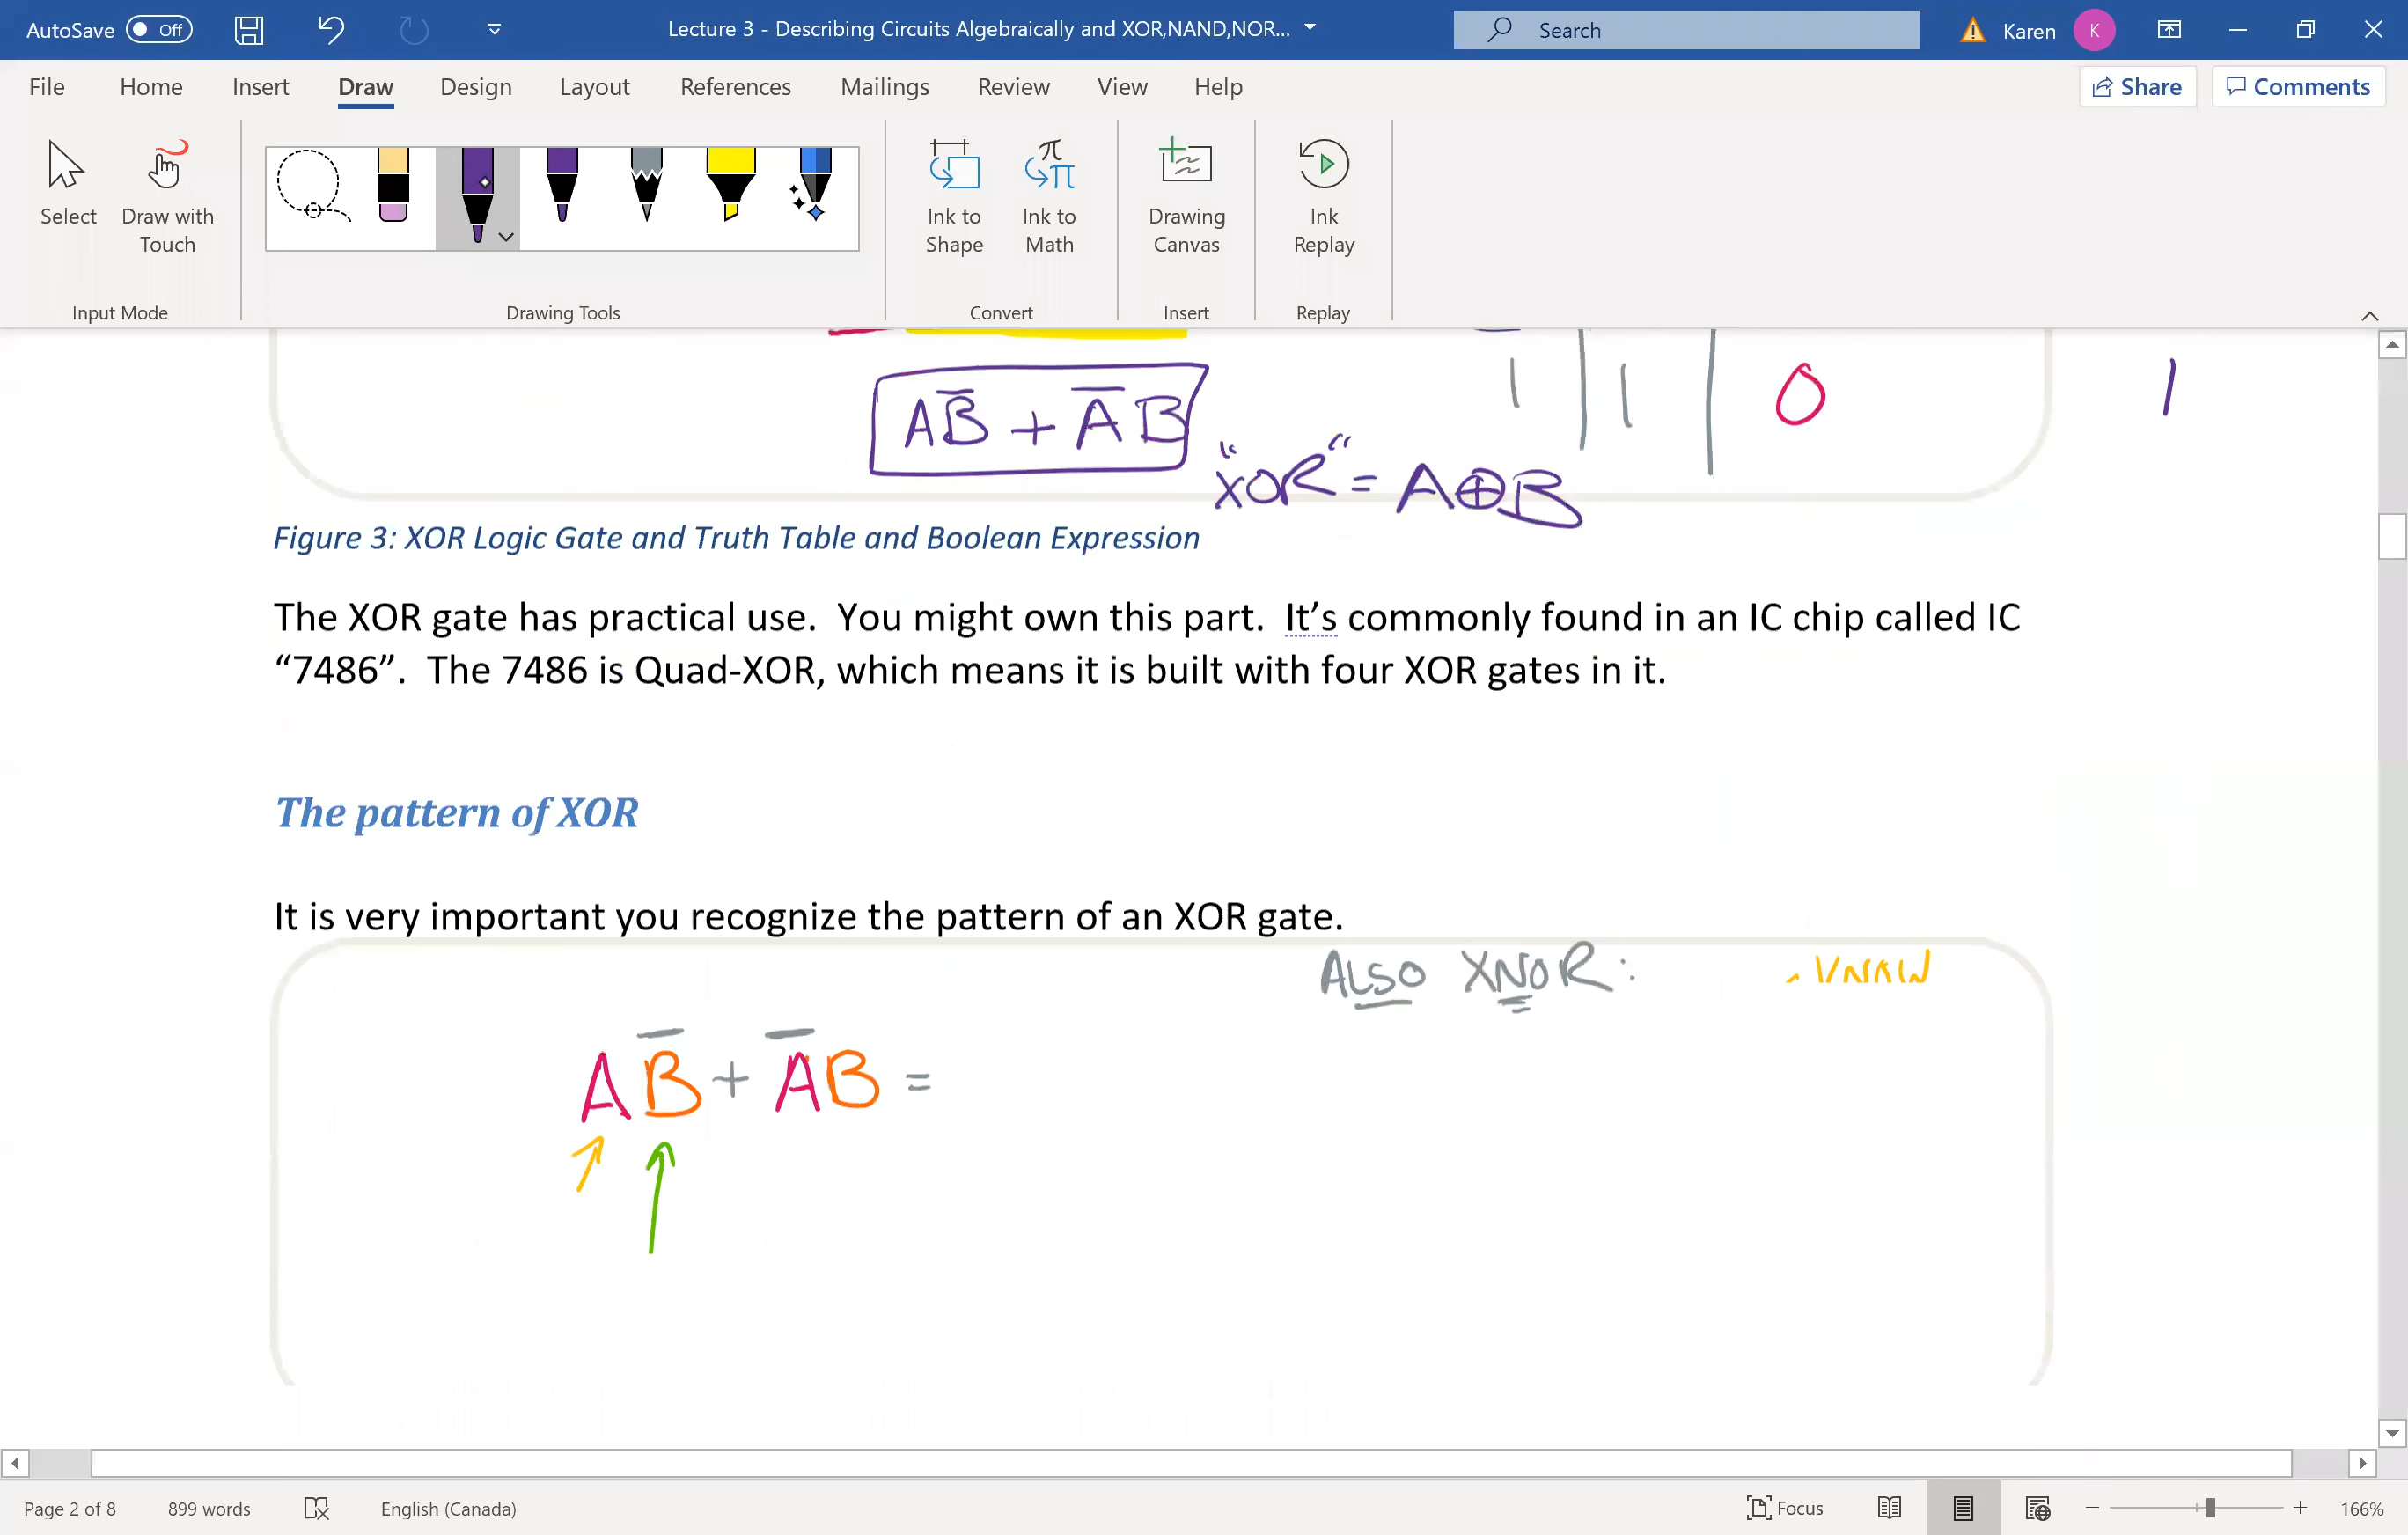 AutoSave Off Lecture 3 - Describing Circuits Algebraically and XOR,NAND,NOR... Search Karen K
File Home Insert Draw Design Layout References Mailings Review View Help Share Comments
Select Draw with Touch Ink to Shape Ink to Math Drawing Canvas Ink Replay
Input Mode Drawing Tools Convert Insert Replay
1 1 0 1
AB̅ + A̅B
"XOR" = A⊕B
Figure 3: XOR Logic Gate and Truth Table and Boolean Expression
The XOR gate has practical use. You might own this part. It's commonly found in an IC chip called IC
“7486”. The 7486 is Quad-XOR, which means it is built with four XOR gates in it.
The pattern of XOR
It is very important you recognize the pattern of an XOR gate.
ALSO XNOR:
AB̅ + A̅B =
Page 2 of 8 899 words English (Canada) Focus 166%